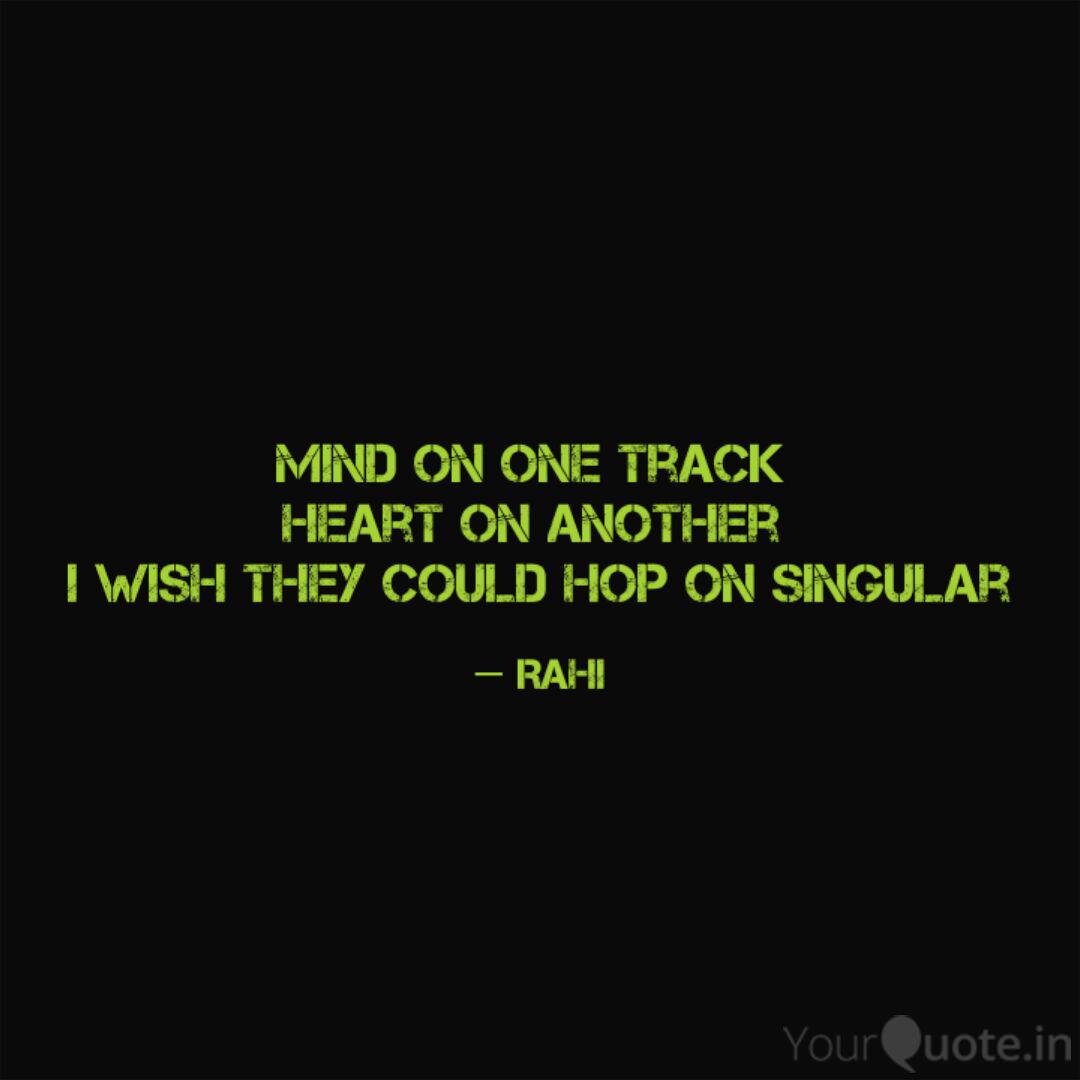 MIND ON ONE TRACK
HEART ON ANOTHER
I WISH THEY COULD HOP ON SINGULAR
— RAHI
YourQuote.in